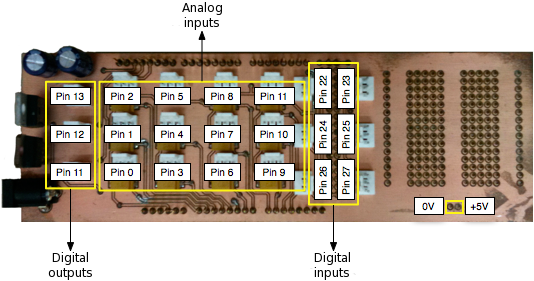 Analog
inputs
Pin 13
Pin 2
Pin 5
Pin 8
Pin 11
Pin 22
Pin 23
Pin 12
Pin 1
Pin 4
Pin 7
Pin 10
Pin 24
Pin 25
Pin 11
Pin 0
Pin 3
Pin 6
Pin 9
Pin 26
Pin 27
0V
+5V
Digital
outputs
Digital
inputs